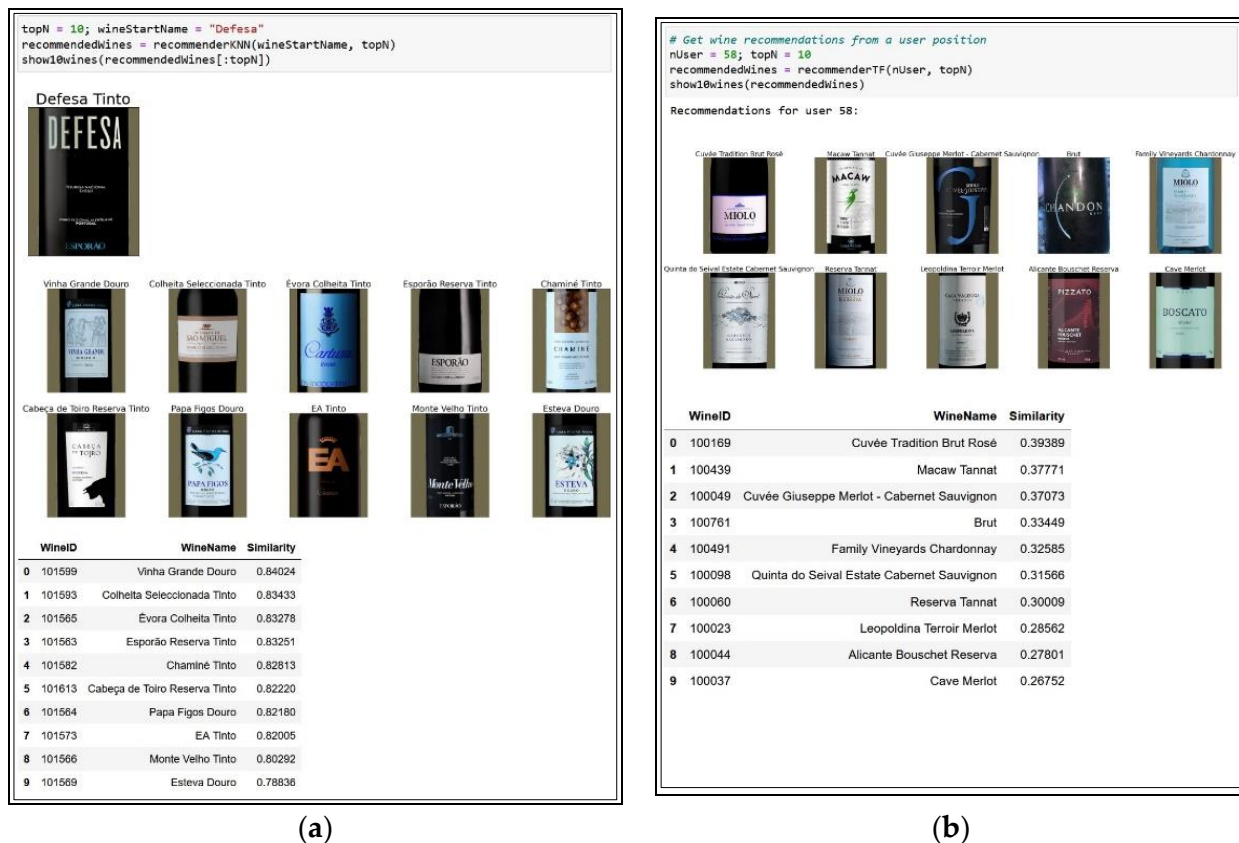 topN = 10; wineStartName = "Defesa"
recommendedWines = recommenderKNN(wineStartName, topN)
show10wines(recommendedWines[:topN])
Defesa Tinto
DEFESA
ESPORÃO
Vinha Grande Douro Colheita Seleccionada Tinto Évora Colheita Tinto Esporão Reserva Tinto Chaminé Tinto
VINHA GRANDE
SÃO MIGUEL
Cartuxa
ESPORÃO
CHAMINÉ
Cabeça de Toiro Reserva Tinto Papa Figos Douro EA Tinto Monte Velho Tinto Esteva Douro
CABEÇA
DE TOIRO
PAPA FIGOS
EA
Monte Velho
ESPORÃO
ESTEVA
WineID WineName Similarity
0 101599 Vinha Grande Douro 0.84024
1 101593 Colheita Seleccionada Tinto 0.83433
2 101565 Évora Colheita Tinto 0.83278
3 101563 Esporão Reserva Tinto 0.83251
4 101582 Chaminé Tinto 0.82813
5 101613 Cabeça de Toiro Reserva Tinto 0.82220
6 101564 Papa Figos Douro 0.82180
7 101573 EA Tinto 0.82005
8 101566 Monte Velho Tinto 0.80292
9 101569 Esteva Douro 0.78836
(a)
# Get wine recommendations from a user position
nUser = 58; topN = 10
recommendedWines = recommenderTF(nUser, topN)
show10wines(recommendedWines)
Recommendations for user 58:
Cuvée Tradition Brut Rosé Macaw Tannat Cuvée Giuseppe Merlot - Cabernet Sauvignon Brut Family Vineyards Chardonnay
MIOLO
MACAW
CHANDON
MIOLO
Quinta do Seival Estate Cabernet Sauvignon Reserva Tannat Leopoldina Terroir Merlot Alicante Bouschet Reserva Cave Merlot
MIOLO
RESERVA
CASA VALDUGA
PIZZATO
ALICANTE
BOUSCHET
BOSCATO
WineID WineName Similarity
0 100169 Cuvée Tradition Brut Rosé 0.39389
1 100439 Macaw Tannat 0.37771
2 100049 Cuvée Giuseppe Merlot - Cabernet Sauvignon 0.37073
3 100761 Brut 0.33449
4 100491 Family Vineyards Chardonnay 0.32585
5 100098 Quinta do Seival Estate Cabernet Sauvignon 0.31566
6 100060 Reserva Tannat 0.30009
7 100023 Leopoldina Terroir Merlot 0.28562
8 100044 Alicante Bouschet Reserva 0.27801
9 100037 Cave Merlot 0.26752
(b)